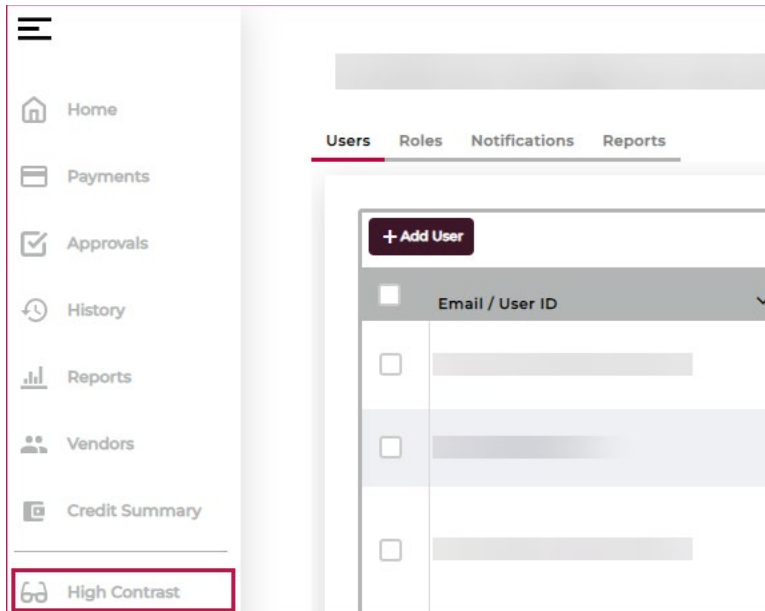 Home
Payments
Approvals
History
Reports
Vendors
Credit Summary
High Contrast
Users Roles Notifications Reports
+ Add User
Email / User ID